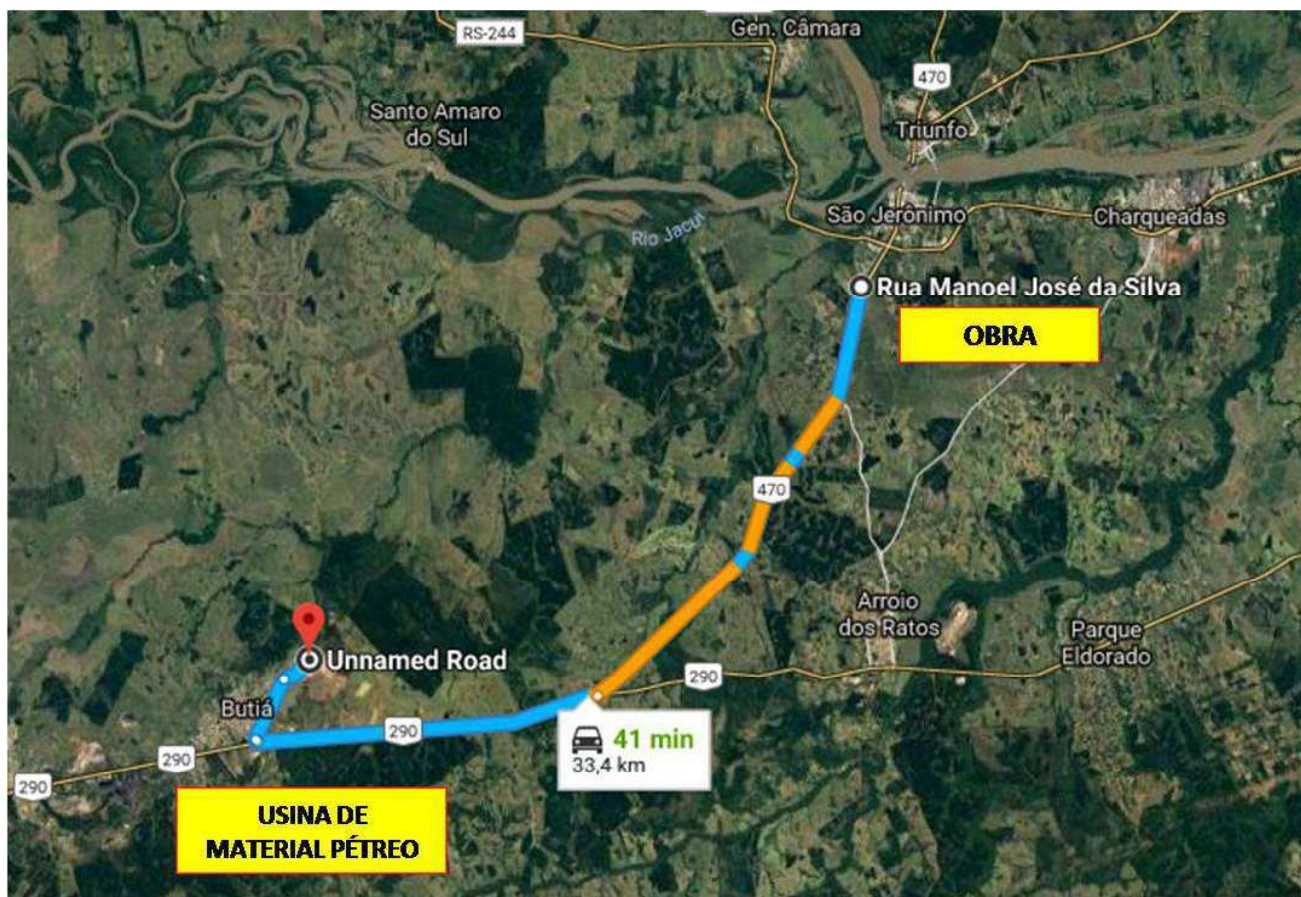 RS-244
Gen. Câmara
470
Santo Amaro
do Sul
Triunfo
São Jerônimo
Charqueadas
Rio Jacuí
Rua Manoel José da Silva
OBRA
470
Arroio
dos Ratos
Parque
Eldorado
Unnamed Road
290
Butiá
290
41 min
33,4 km
290
290
USINA DE
MATERIAL PÉTREO